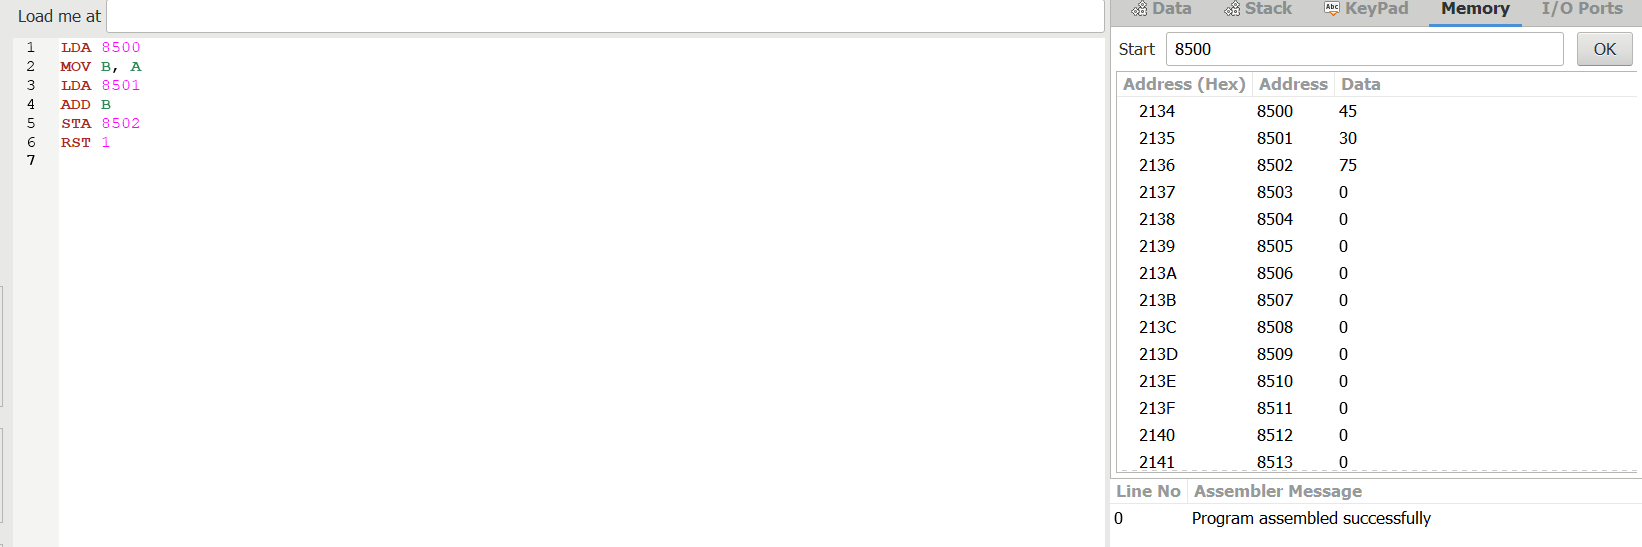 Load me at
1 LDA 8500
2 MOV B, A
3 LDA 8501
4 ADD B
5 STA 8502
6 RST 1
7
Data Stack Abc KeyPad Memory I/O Ports
Start 8500 OK
Address (Hex) Address Data
2134 8500 45
2135 8501 30
2136 8502 75
2137 8503 0
2138 8504 0
2139 8505 0
213A 8506 0
213B 8507 0
213C 8508 0
213D 8509 0
213E 8510 0
213F 8511 0
2140 8512 0
2141 8513 0
Line No Assembler Message
0 Program assembled successfully